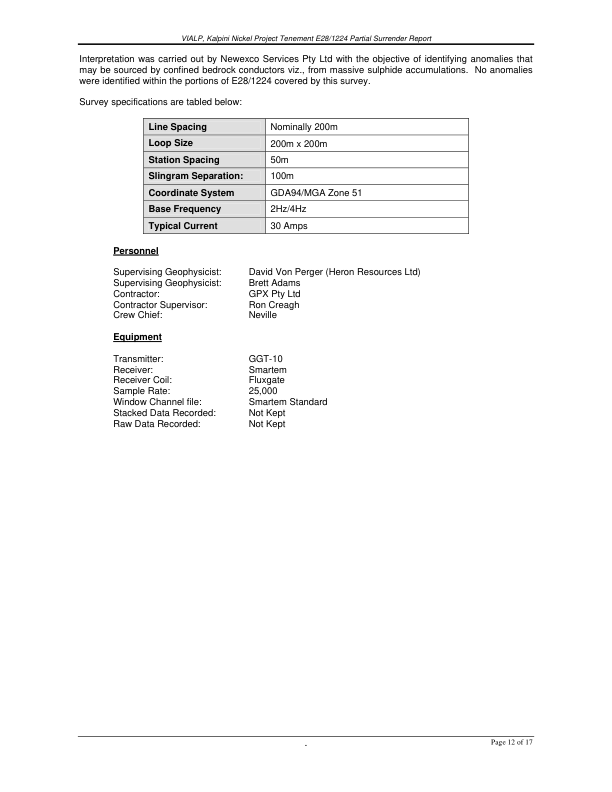 VIALP, Kalpini Nickel Project Tenement E28/1224 Partial Surrender Report
Interpretation was carried out by Newexco Services Pty Ltd with the objective of identifying anomalies that
may be sourced by confined bedrock conductors viz., from massive sulphide accumulations. No anomalies
were identified within the portions of E28/1224 covered by this survey.
Survey specifications are tabled below:
Line Spacing Nominally 200m
Loop Size 200m x 200m
Station Spacing 50m
Slingram Separation: 100m
Coordinate System GDA94/MGA Zone 51
Base Frequency 2Hz/4Hz
Typical Current 30 Amps
Personnel
Supervising Geophysicist: David Von Perger (Heron Resources Ltd)
Supervising Geophysicist: Brett Adams
Contractor: GPX Pty Ltd
Contractor Supervisor: Ron Creagh
Crew Chief: Neville
Equipment
Transmitter: GGT-10
Receiver: Smartem
Receiver Coil: Fluxgate
Sample Rate: 25,000
Window Channel file: Smartem Standard
Stacked Data Recorded: Not Kept
Raw Data Recorded: Not Kept
- Page 12 of 17